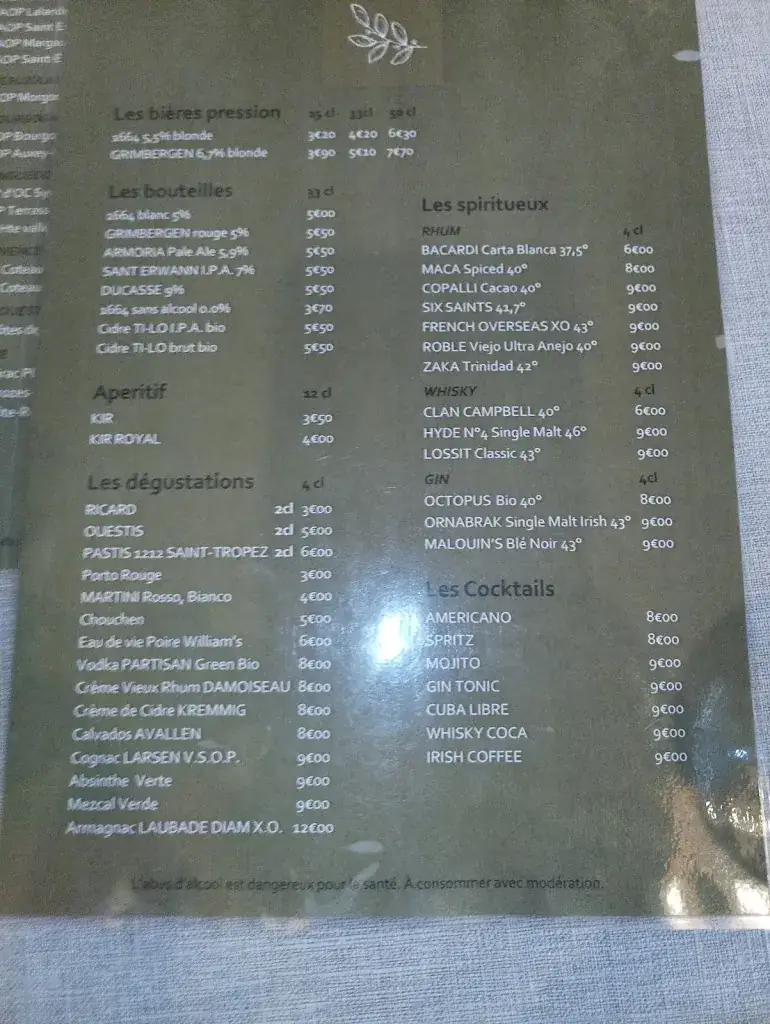 Les bières pression 25 cl 33cl 50 cl
1664 5.5% blonde 3€20 4€20 6€30
GRIMBERGEN 6,7% blonde 3€90 5€10 7€70
Les bouteilles 33 cl
1664 blanc 5% 5€00
GRIMBERGEN rouge 5% 5€50
ARMORIA Pale Ale 5.9% 5€50
SANT ERWANN I.P.A. 7% 5€50
DUCASSE 9% 5€50
1664 sans alcool 0.0% 3€70
Cidre TI-LO I.P.A. bio 5€50
Cidre TI-LO brut bio 5€50
Aperitif 12 cl
KIR 3€50
KIR ROYAL 4€00
Les dégustations 4 cl
RICARD 2cl 3€00
OUESTIS 2cl 5€00
PASTIS 1212 SAINT-TROPEZ 2cl 6€00
Porto Rouge 3€00
MARTINI Rosso, Bianco 4€00
Chouchen 5€00
Eau de vie Poire William's 6€00
Vodka PARTISAN Green Bio 8€00
Crème Vieux Rhum DAMOISEAU 8€00
Crème de Cidre KREMMIG 8€00
Calvados AVALLEN 8€00
Cognac LARSEN V.S.O.P. 9€00
Absinthe Verte 9€00
Mezcal Verde 9€00
Armagnac LAUBADE DIAM X.O. 12€00
Les spiritueux
RHUM 4 cl
BACARDI Carta Blanca 37,5° 6€00
MACA Spiced 40° 8€00
COPALLI Cacao 40° 9€00
SIX SAINTS 41,7° 9€00
FRENCH OVERSEAS XO 43° 9€00
ROBLE Viejo Ultra Anejo 40° 9€00
ZAKA Trinidad 42° 9€00
WHISKY 4 cl
CLAN CAMPBELL 40° 6€00
HYDE N°4 Single Malt 46° 9€00
LOSSIT Classic 43° 9€00
GIN 4cl
OCTOPUS Bio 40° 8€00
ORNABRAK Single Malt Irish 43° 9€00
MALOUIN'S Blé Noir 43° 9€00
Les Cocktails
AMERICANO 8€00
SPRITZ 8€00
MOJITO 9€00
GIN TONIC 9€00
CUBA LIBRE 9€00
WHISKY COCA 9€00
IRISH COFFEE 9€00
L'abus d'alcool est dangereux pour la santé. A consommer avec modération.